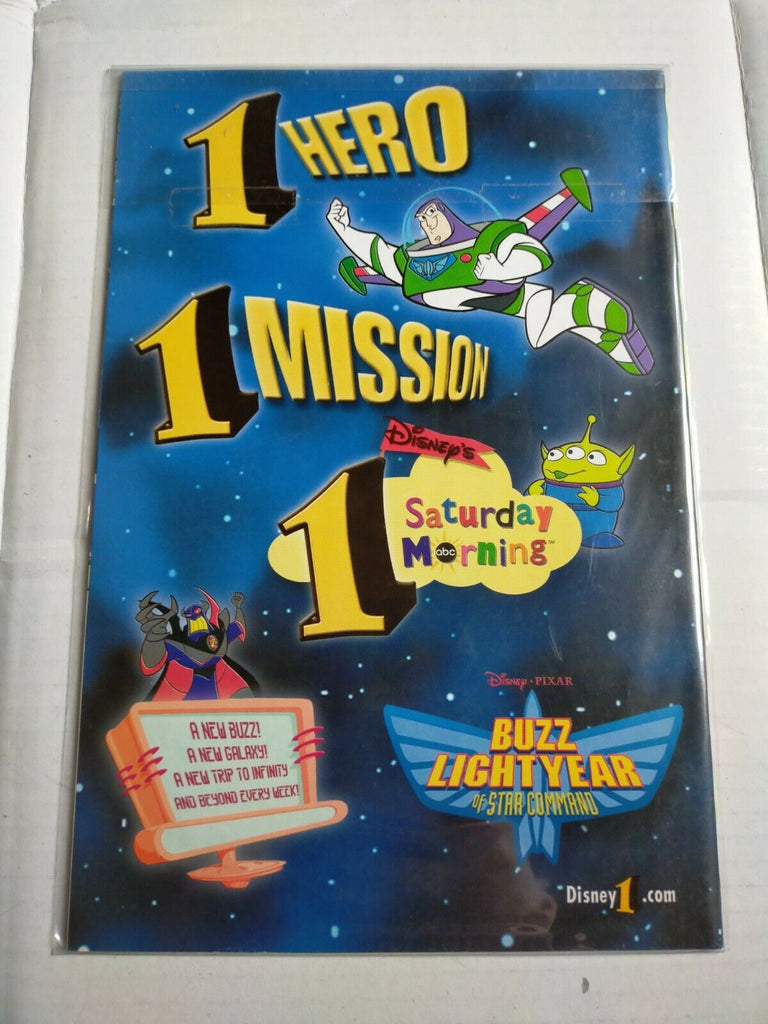 1 HERO
1 MISSION
DISNEY'S
1 Saturday
Morning™
abc
Z
A NEW BUZZ!
A NEW GALAXY!
A NEW TRIP TO INFINITY
AND BEYOND EVERY WEEK!
Disney · PIXAR
BUZZ
LIGHTYEAR
OF STAR COMMAND
Disney1.com